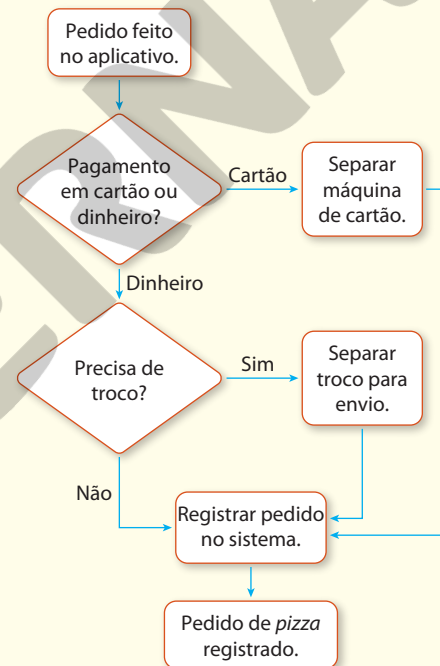 Pedido feito
no aplicativo.
Pagamento
em cartão ou
dinheiro?
Cartão
Separar
máquina
de cartão.
Dinheiro
Precisa de
troco?
Sim
Separar
troco para
envio.
Não
Registrar pedido
no sistema.
Pedido de pizza
registrado.